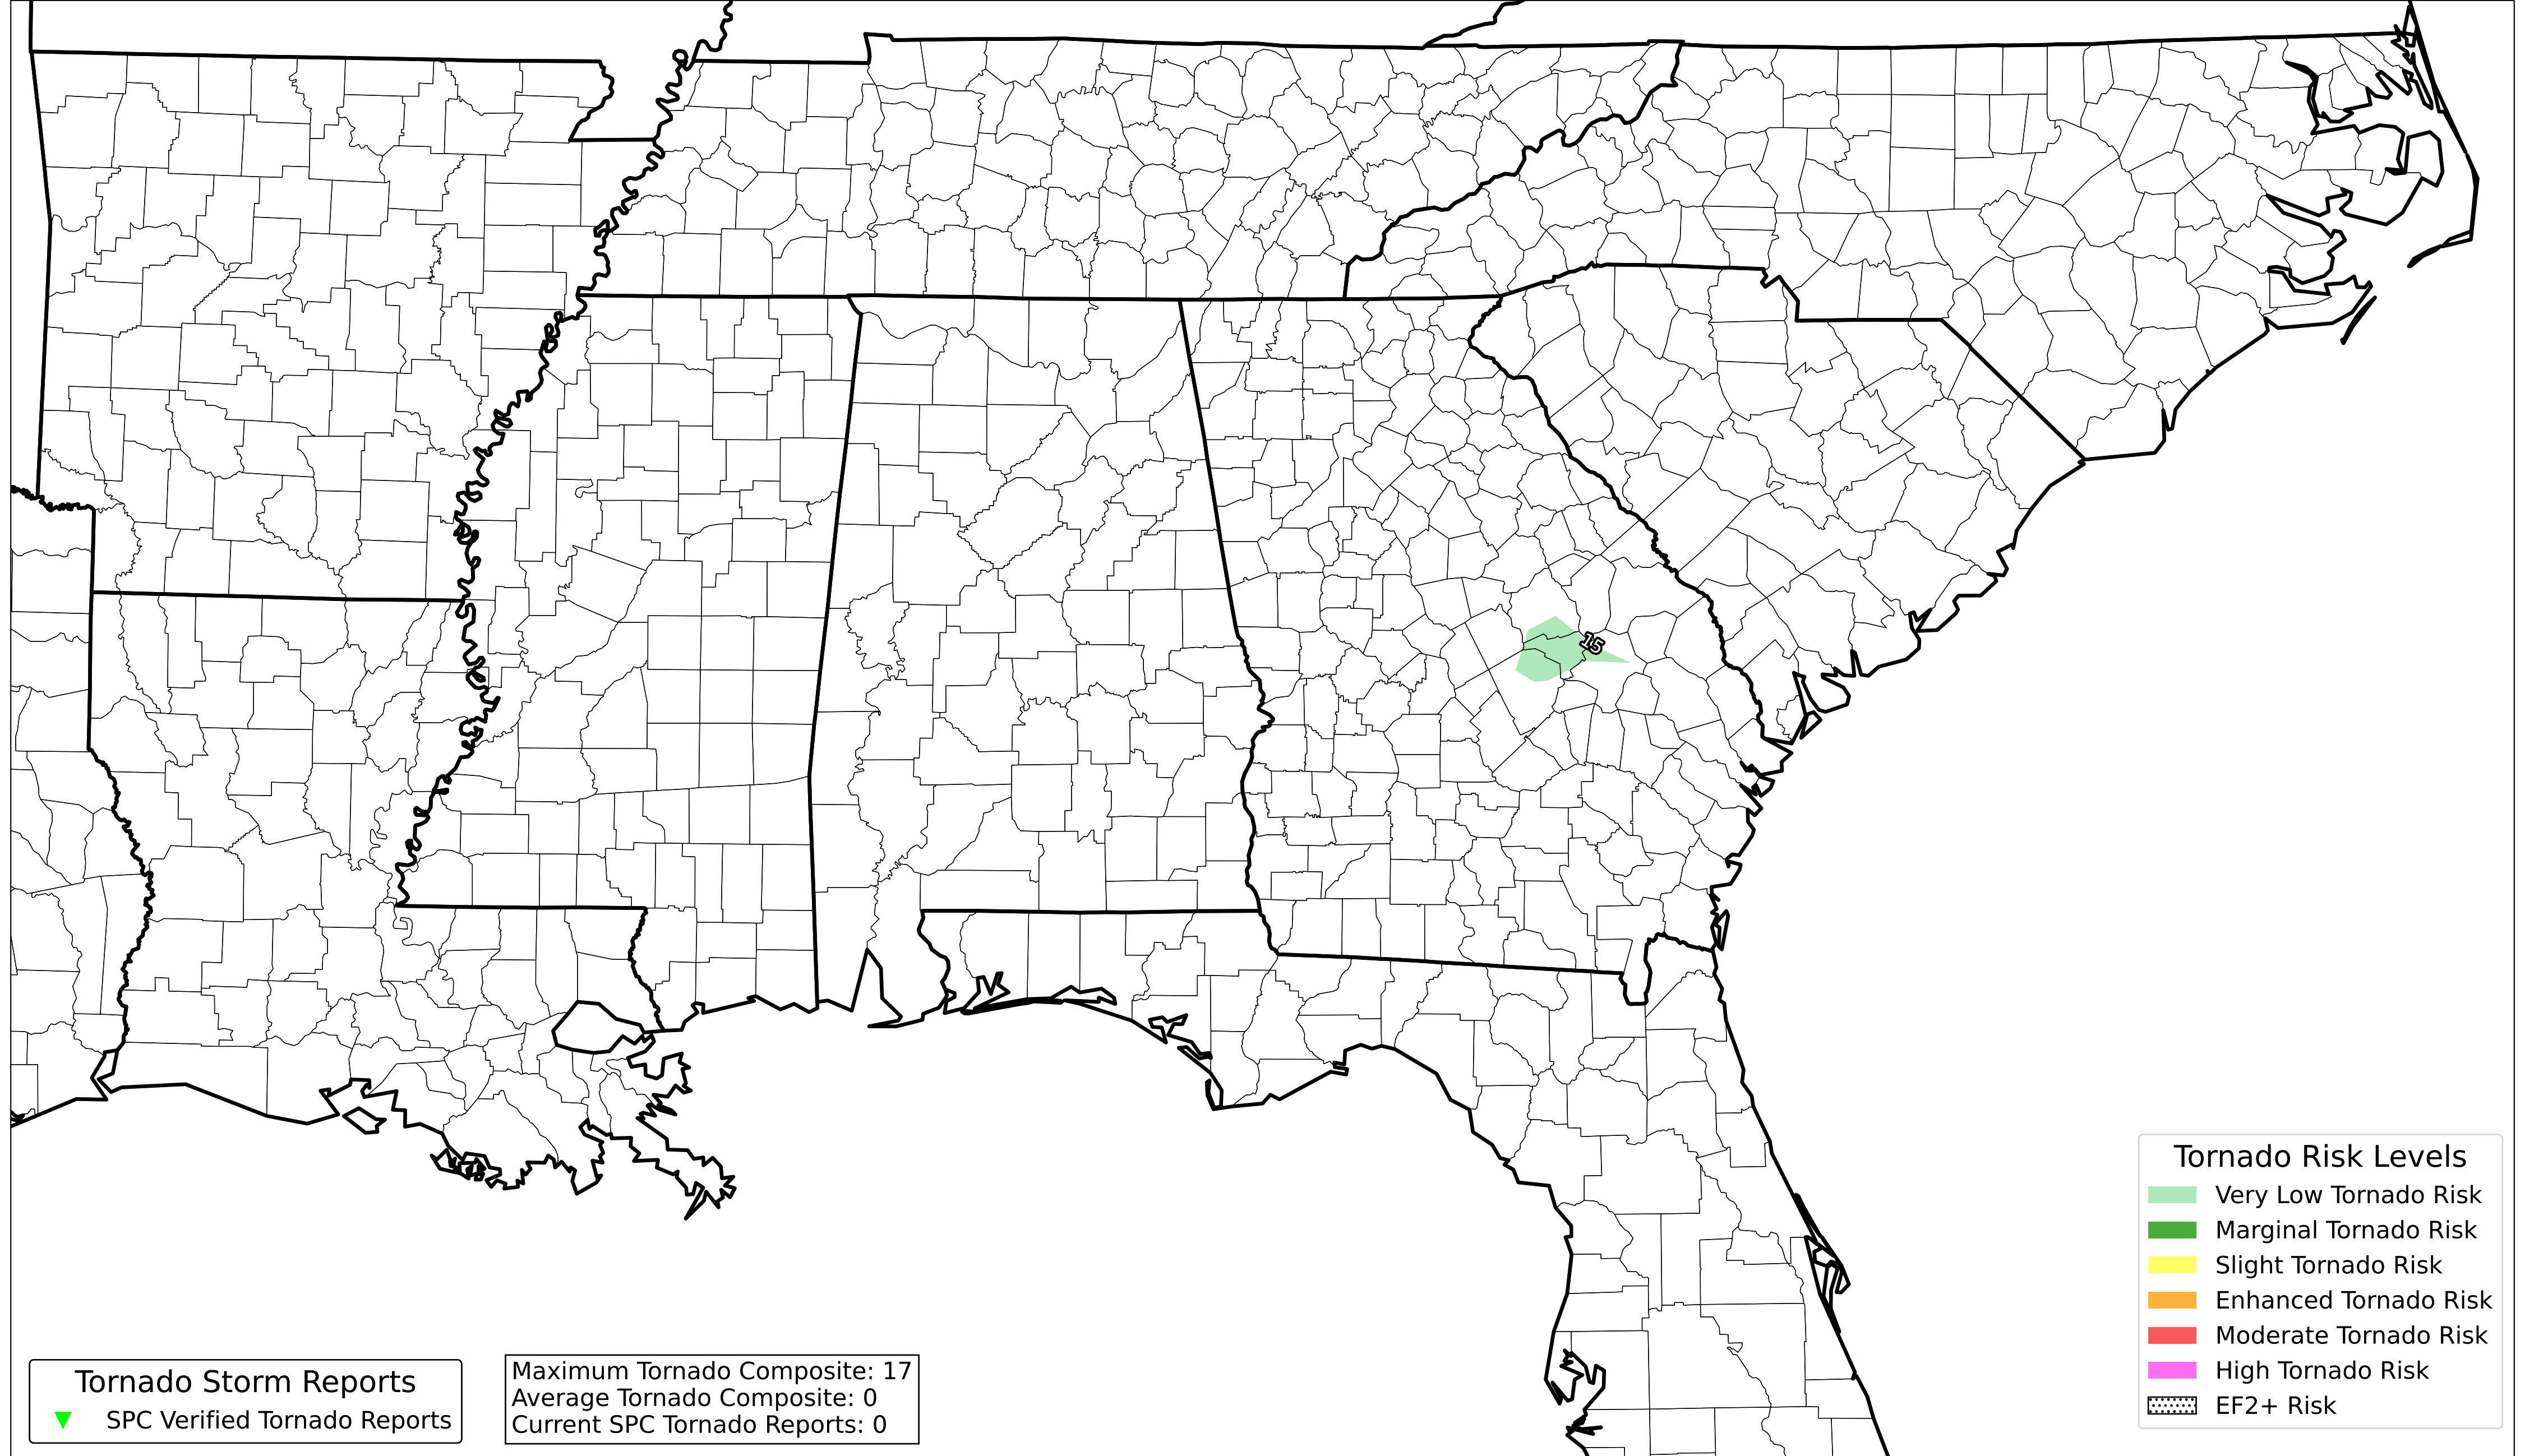 15
Tornado Risk Levels
Very Low Tornado Risk
Marginal Tornado Risk
Slight Tornado Risk
Enhanced Tornado Risk
Moderate Tornado Risk
High Tornado Risk
EF2+ Risk
Tornado Storm Reports
SPC Verified Tornado Reports
Maximum Tornado Composite: 17
Average Tornado Composite: 0
Current SPC Tornado Reports: 0